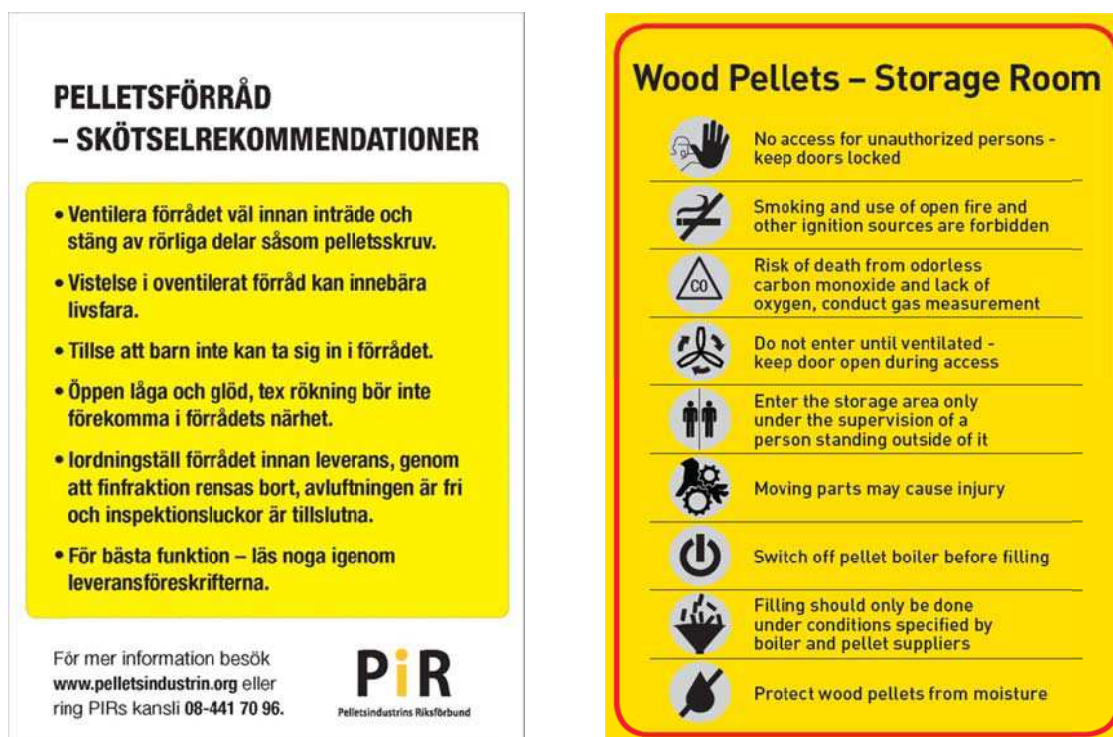 PELLETSFÖRRÅD
– SKÖTSELREKOMMENDATIONER
• Ventilera förrådet väl innan inträde och
stäng av rörliga delar såsom pelletsskruv.
• Vistelse i oventilerat förråd kan innebära
livsfara.
• Tillse att barn inte kan ta sig in i förrådet.
• Öppen låga och glöd, tex rökning bör inte
förekomma i förrådets närhet.
• Iordningställ förrådet innan leverans, genom
att finfraktion rensas bort, avluftningen är fri
och inspektionsluckor är tillslutna.
• För bästa funktion – läs noga igenom
leveransföreskrifterna.
För mer information besök
www.pelletsindustrin.org eller
ring PIRs kansli 08-441 70 96.
PiR
Pelletsindustrins Riksförbund
Wood Pellets – Storage Room
No access for unauthorized persons -
keep doors locked
Smoking and use of open fire and
other ignition sources are forbidden
CO
Risk of death from odorless
carbon monoxide and lack of
oxygen, conduct gas measurement
Do not enter until ventilated -
keep door open during access
Enter the storage area only
under the supervision of a
person standing outside of it
Moving parts may cause injury
Switch off pellet boiler before filling
Filling should only be done
under conditions specified by
boiler and pellet suppliers
Protect wood pellets from moisture